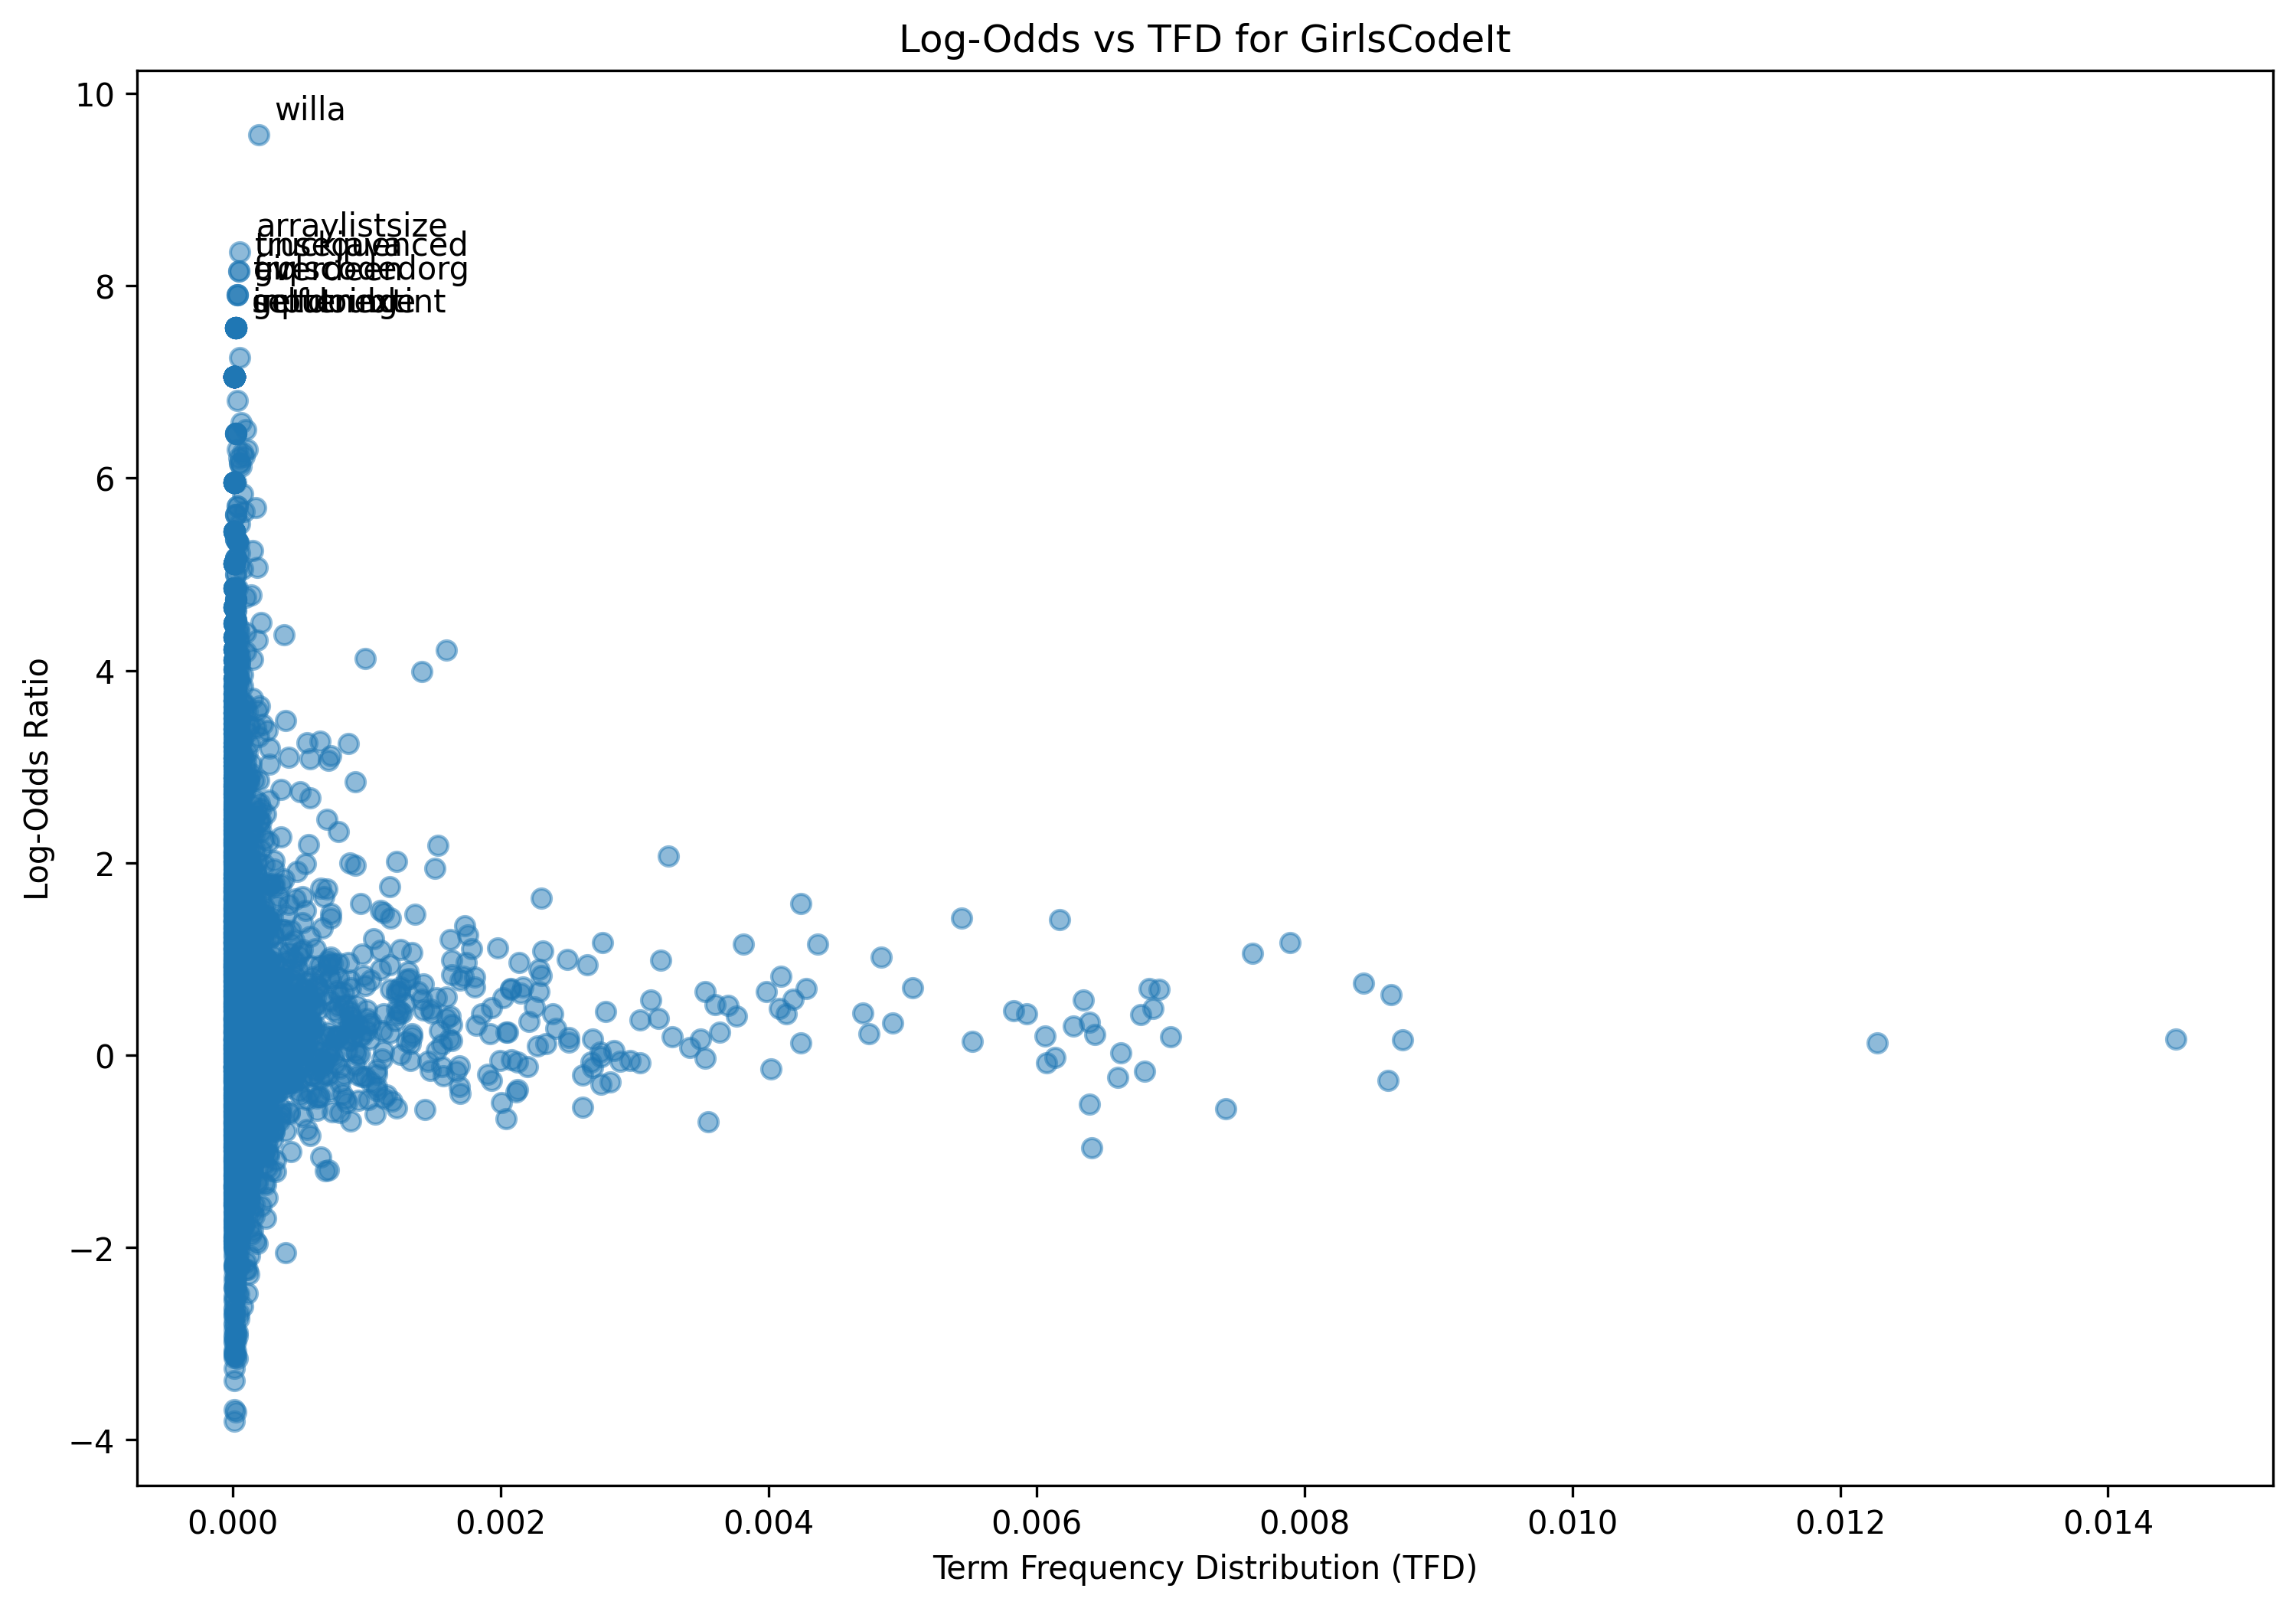 Log-Odds vs TFD for GirlsCodeIt
10
willa
arraylistsize
8
6
4
2
0
−2
−4
Log-Odds Ratio
0.000 0.002 0.004 0.006 0.008 0.010 0.012 0.014
Term Frequency Distribution (TFD)